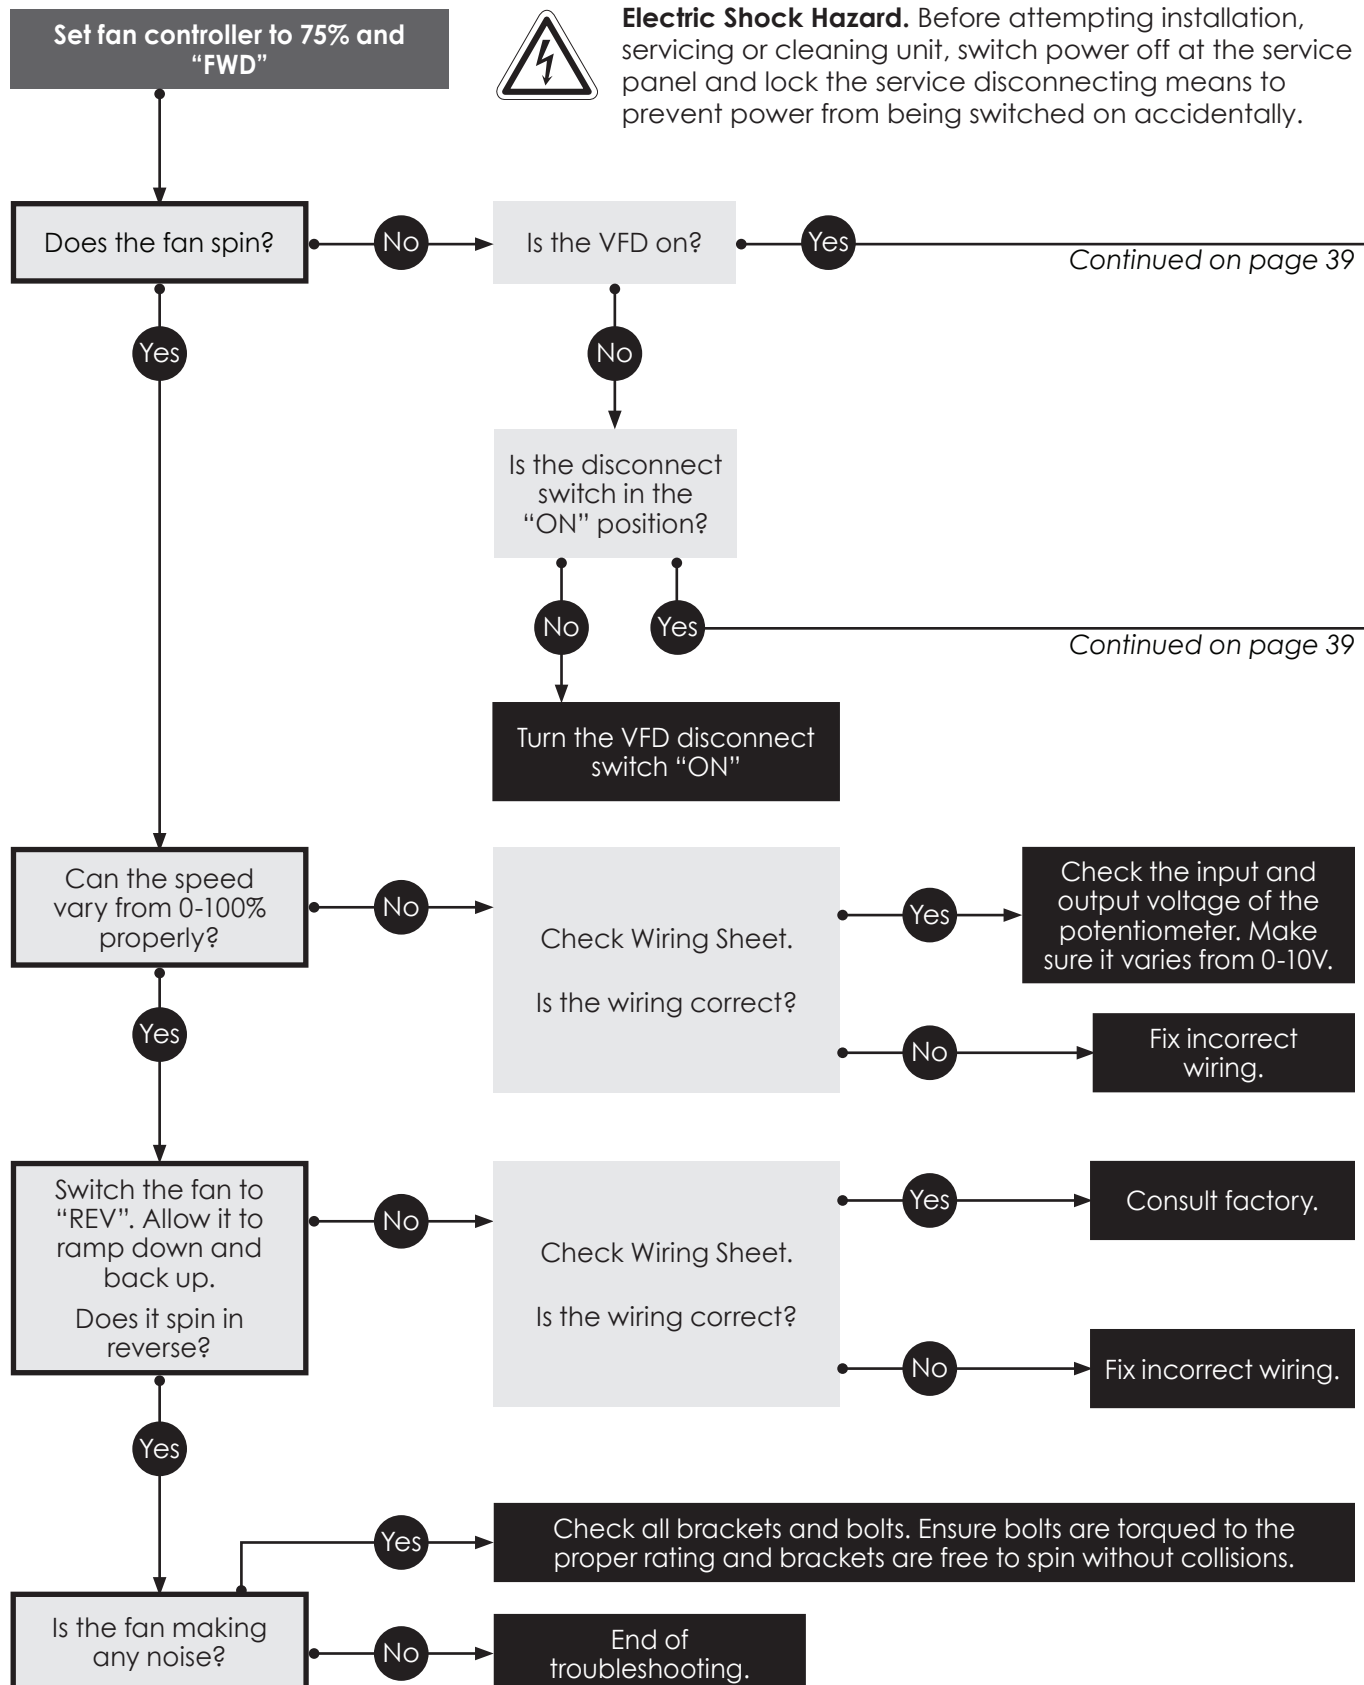 Set fan controller to 75% and
“FWD”
Electric Shock Hazard. Before attempting installation,
servicing or cleaning unit, switch power off at the service
panel and lock the service disconnecting means to
prevent power from being switched on accidentally.
Does the fan spin?
No
Is the VFD on?
Yes
Continued on page 39
Yes
No
Is the disconnect
switch in the
“ON” position?
No
Yes
Continued on page 39
Turn the VFD disconnect
switch “ON”
Can the speed
vary from 0-100%
properly?
No
Check Wiring Sheet.
Is the wiring correct?
Yes
Check the input and
output voltage of the
potentiometer. Make
sure it varies from 0-10V.
No
Fix incorrect
wiring.
Yes
Switch the fan to
“REV”. Allow it to
ramp down and
back up.
Does it spin in
reverse?
No
Check Wiring Sheet.
Is the wiring correct?
Yes
Consult factory.
No
Fix incorrect wiring.
Yes
Yes
Check all brackets and bolts. Ensure bolts are torqued to the
proper rating and brackets are free to spin without collisions.
Is the fan making
any noise?
No
End of
troubleshooting.